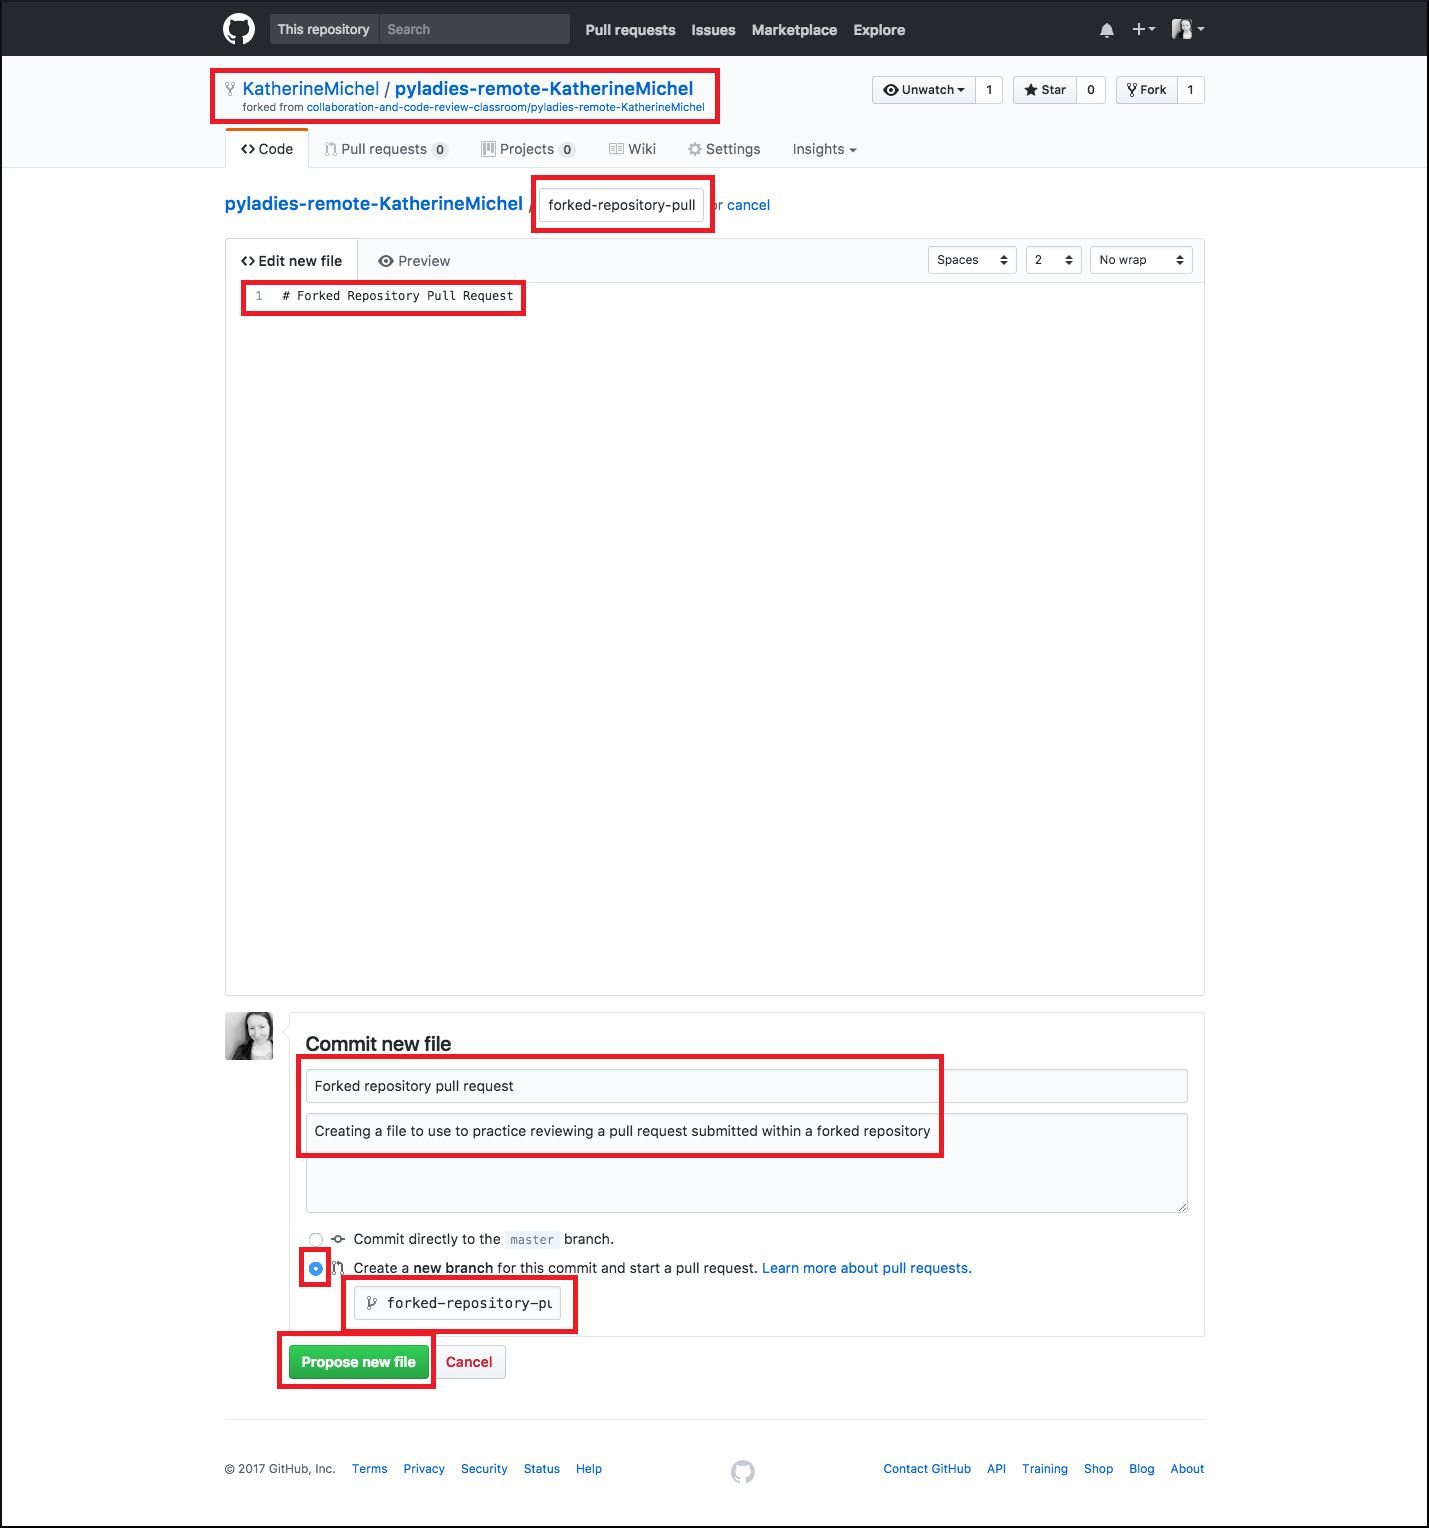 This repository Search Pull requests Issues Marketplace Explore
KatherineMichel / pyladies-remote-KatherineMichel Unwatch 1 Star 0 Fork 1
forked from collaboration-and-code-review-classroom/pyladies-remote-KatherineMichel
Code Pull requests 0 Projects 0 Wiki Settings Insights
pyladies-remote-KatherineMichel / forked-repository-pull or cancel
Edit new file Preview Spaces 2 No wrap
1 # Forked Repository Pull Request
Commit new file
Forked repository pull request
Creating a file to use to practice reviewing a pull request submitted within a forked repository
Commit directly to the master branch.
Create a new branch for this commit and start a pull request. Learn more about pull requests.
forked-repository-pu
Propose new file Cancel
© 2017 GitHub, Inc. Terms Privacy Security Status Help Contact GitHub API Training Shop Blog About